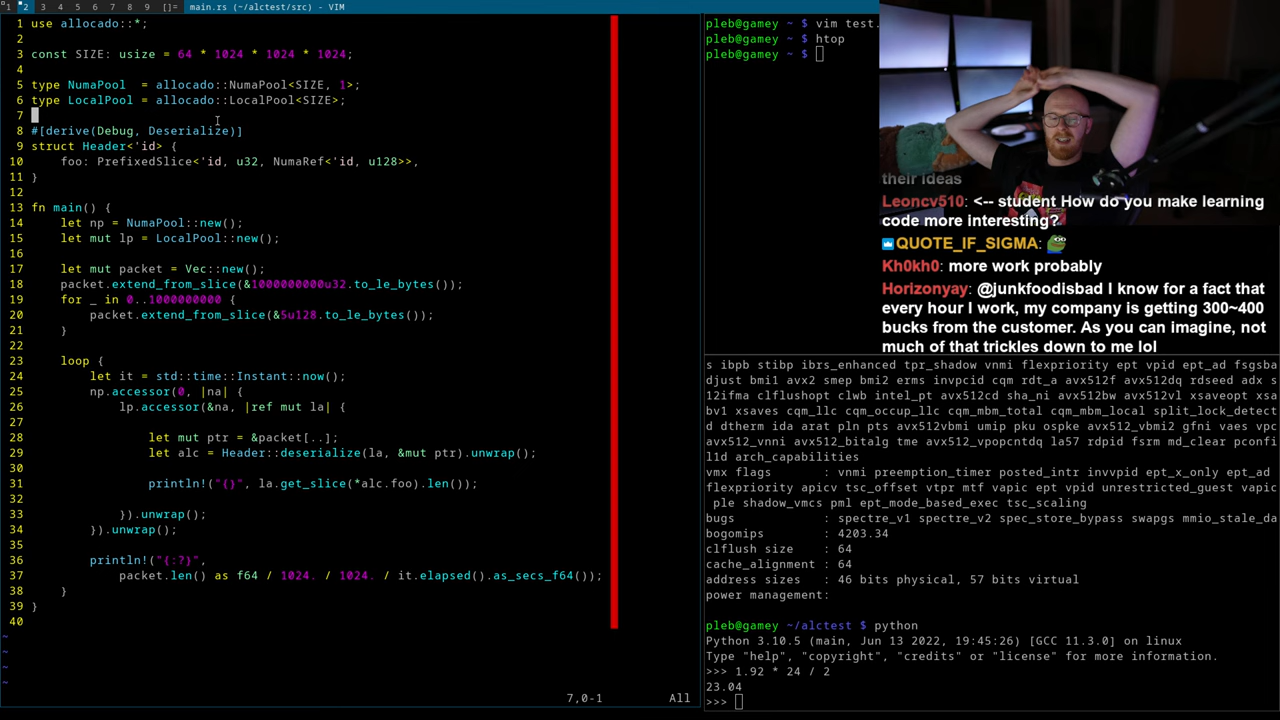 1 2 3 4 5 6 7 8 9 []= main.rs (~/alctest/src) - VIM
1 use allocado::*;
2
3 const SIZE: usize = 64 * 1024 * 1024 * 1024;
4
5 type NumaPool  = allocado::NumaPool<SIZE, 1>;
6 type LocalPool = allocado::LocalPool<SIZE>;
7
8 #[derive(Debug, Deserialize)]
9 struct Header<'id> {
10     foo: PrefixedSlice<'id, u32, NumaRef<'id, u128>>,
11 }
12
13 fn main() {
14     let np = NumaPool::new();
15     let mut lp = LocalPool::new();
16
17     let mut packet = Vec::new();
18     packet.extend_from_slice(&1000000000u32.to_le_bytes());
19     for _ in 0..1000000000 {
20         packet.extend_from_slice(&5u128.to_le_bytes());
21     }
22
23     loop {
24         let it = std::time::Instant::now();
25         np.accessor(0, |na| {
26             lp.accessor(&na, |ref mut la| {
27
28                 let mut ptr = &packet[..];
29                 let alc = Header::deserialize(la, &mut ptr).unwrap();
30
31                 println!("{}", la.get_slice(*alc.foo).len());
32
33             }).unwrap();
34         }).unwrap();
35
36         println!("{:?}",
37             packet.len() as f64 / 1024. / 1024. / it.elapsed().as_secs_f64());
38     }
39 }
40
~
~
~
~
7,0-1 All
pleb@gamey ~ $ vim test.
pleb@gamey ~ $ htop
pleb@gamey ~ $
their ideas
Leoncv510: <-- student How do you make learning
code more interesting?
QUOTE_IF_SIGMA:
Kh0kh0: more work probably
Horizonyay: @junkfoodisbad I know for a fact that
every hour I work, my company is getting 300~400
bucks from the customer. As you can imagine, not
much of that trickles down to me lol
s ibpb stibp ibrs_enhanced tpr_shadow vnmi flexpriority ept vpid ept_ad fsgsba
djust bmi1 avx2 smep bmi2 erms invpcid cqm rdt_a avx512f avx512dq rdseed adx s
12ifma clflushopt clwb intel_pt avx512cd sha_ni avx512bw avx512vl xsaveopt xsa
bv1 xsaves cqm_llc cqm_occup_llc cqm_mbm_total cqm_mbm_local split_lock_detect
d dtherm ida arat pln pts avx512vbmi umip pku ospke avx512_vbmi2 gfni vaes vpc
avx512_vnni avx512_bitalg tme avx512_vpopcntdq la57 rdpid fsrm md_clear pconfi
l1d arch_capabilities
vmx flags : vnmi preemption_timer posted_intr invvpid ept_x_only ept_ad
flexpriority apicv tsc_offset vtpr mtf vapic ept vpid unrestricted_guest vapic
ple shadow_vmcs pml ept_mode_based_exec tsc_scaling
bugs : spectre_v1 spectre_v2 spec_store_bypass swapgs mmio_stale_da
bogomips : 4203.34
clflush size : 64
cache_alignment : 64
address sizes : 46 bits physical, 57 bits virtual
power management:
pleb@gamey ~/alctest $ python
Python 3.10.5 (main, Jun 13 2022, 19:45:26) [GCC 11.3.0] on linux
Type "help", "copyright", "credits" or "license" for more information.
>>> 1.92 * 24 / 2
23.04
>>>